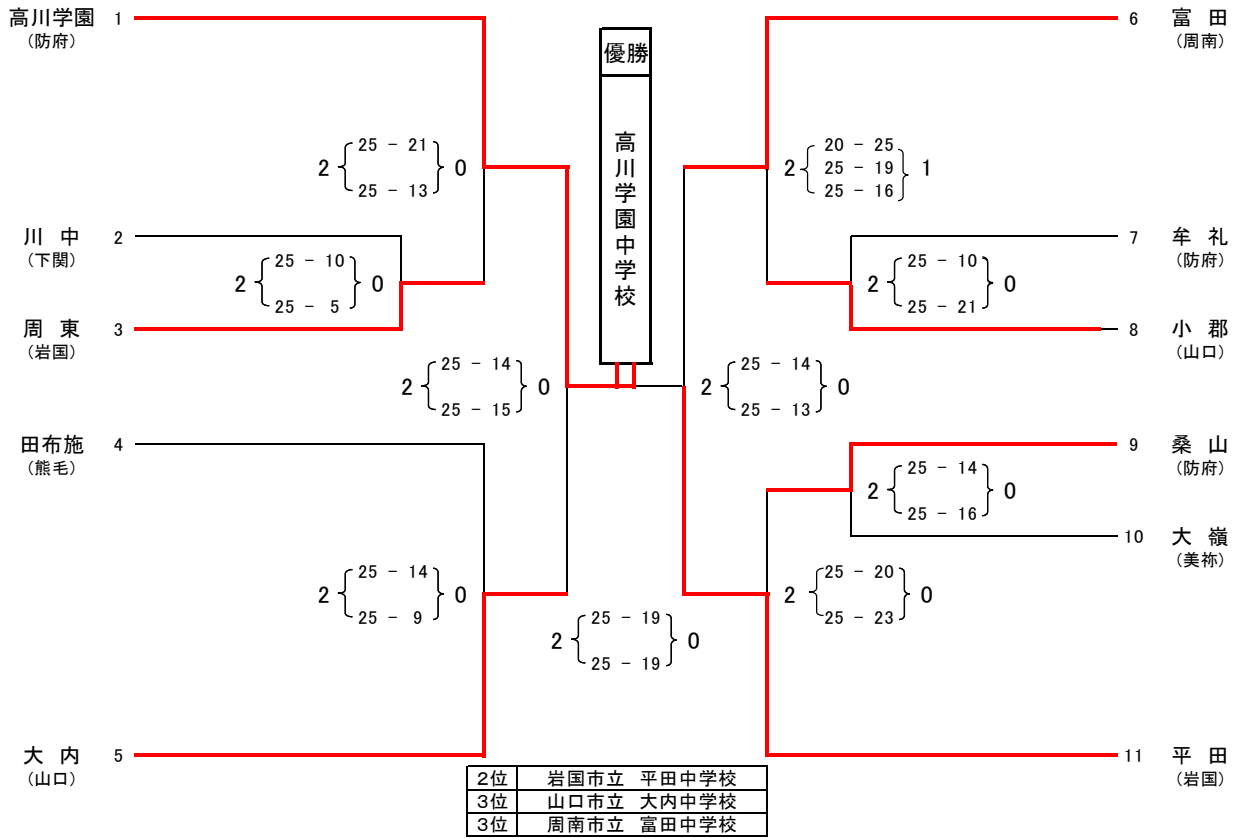 高川学園 1
(防府)
優勝
高川学園中学校
6 富田
(周南)
2 25 - 21 0
25 - 13
20 - 25
2 25 - 19 1
25 - 16
川中 2
(下関)
7 牟礼
(防府)
2 25 - 10 0
25 - 5
2 25 - 10 0
25 - 21
周東 3
(岩国)
8 小郡
(山口)
2 25 - 14 0
25 - 15
2 25 - 14 0
25 - 13
田布施 4
(熊毛)
9 桑山
(防府)
2 25 - 14 0
25 - 16
10 大嶺
(美祢)
2 25 - 14 0
25 - 9
2 25 - 20 0
25 - 23
2 25 - 19 0
25 - 19
大内 5
(山口)
11 平田
(岩国)
2位 岩国市立 平田中学校
3位 山口市立 大内中学校
3位 周南市立 富田中学校